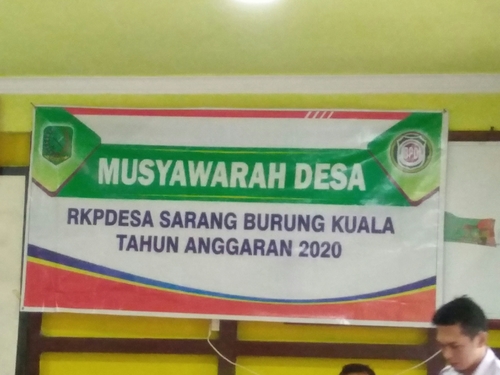 MUSYAWARAH DESA
RKPDESA SARANG BURUNG KUALA
TAHUN ANGGARAN 2020